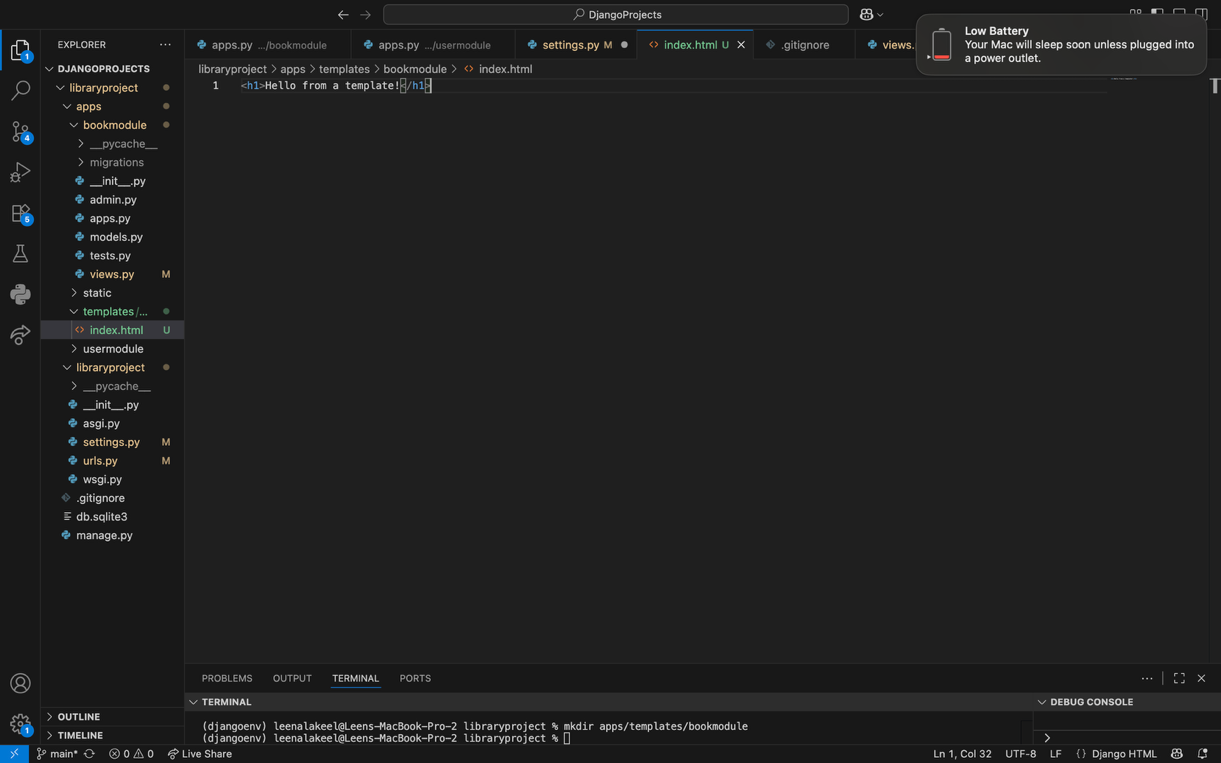 DjangoProjects
Low Battery
Your Mac will sleep soon unless plugged into
a power outlet.
EXPLORER
apps.py .../bookmodule
apps.py .../usermodule
settings.py M
index.html U
.gitignore
views.
libraryproject > apps > templates > bookmodule > <> index.html
1 <h1>Hello from a template!</h1>
DJANGOPROJECTS
libraryproject
apps
bookmodule
__pycache__
migrations
__init__.py
admin.py
apps.py
models.py
tests.py
views.py M
static
templates/...
index.html U
usermodule
libraryproject
__pycache__
__init__.py
asgi.py
settings.py M
urls.py M
wsgi.py
.gitignore
db.sqlite3
manage.py
1
4
5
1
OUTLINE
TIMELINE
PROBLEMS OUTPUT TERMINAL PORTS
TERMINAL
DEBUG CONSOLE
(djangoenv) leenalakeel@Leens-MacBook-Pro-2 libraryproject % mkdir apps/templates/bookmodule
(djangoenv) leenalakeel@Leens-MacBook-Pro-2 libraryproject %
main* 0 0 Live Share
Ln 1, Col 32 UTF-8 LF {} Django HTML